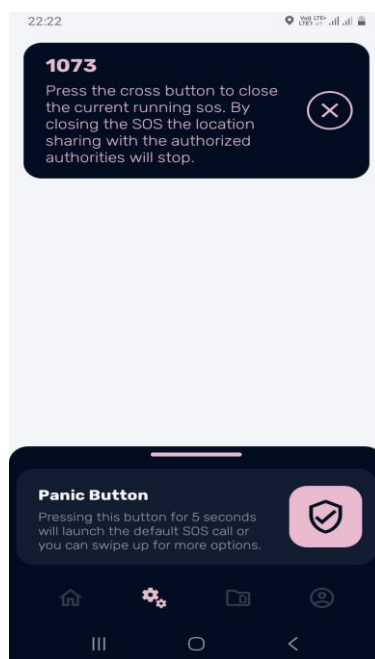 22:22
1073
Press the cross button to close
the current running sos. By
closing the SOS the location
sharing with the authorized
authorities will stop.
Panic Button
Pressing this button for 5 seconds
will launch the default SOS call or
you can swipe up for more options.